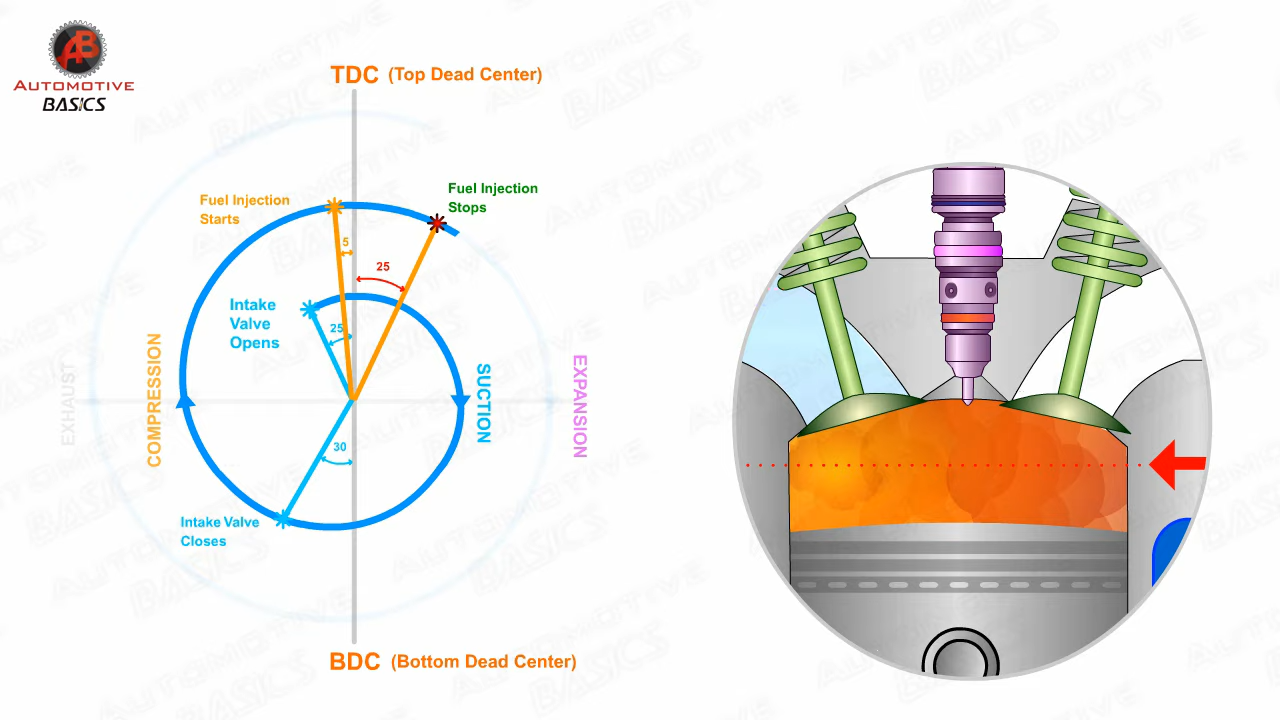 AB
AUTOMOTIVE
BASICS
TDC (Top Dead Center)
Fuel Injection
Starts
Fuel Injection
Stops
5
25
Intake
Valve
Opens
25
EXHAUST
COMPRESSION
SUCTION
EXPANSION
30
Intake Valve
Closes
BDC (Bottom Dead Center)